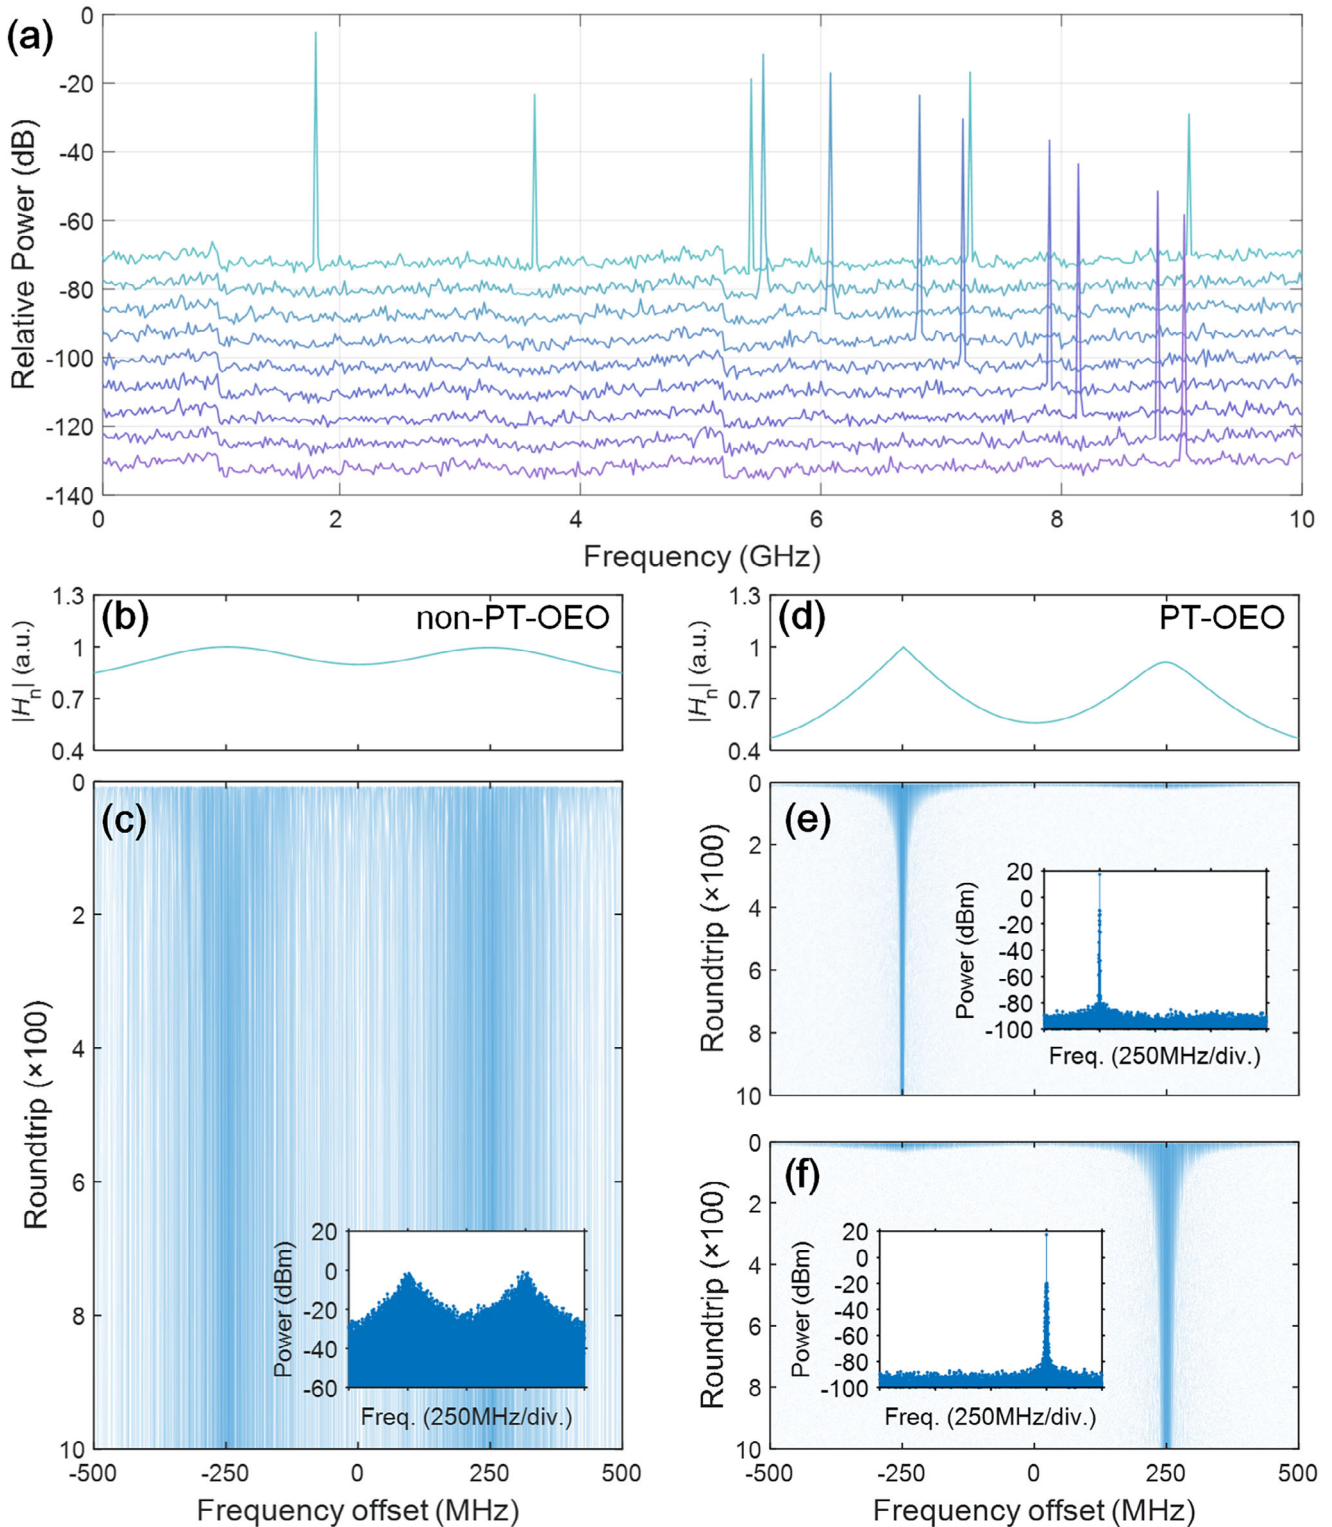 (a)
Relative Power (dB)
0
-20
-40
-60
-80
-100
-120
-140
0 2 4 6 8 10
Frequency (GHz)
(b) non-PT-OEO
|Hn| (a.u.)
1.3
1
0.7
0.4
(d) PT-OEO
|Hn| (a.u.)
1.3
1
0.7
0.4
(c)
Roundtrip (×100)
0
2
4
6
8
10
Power (dBm)
20
0
-20
-40
-60
Freq. (250MHz/div.)
-500 -250 0 250 500
Frequency offset (MHz)
(e)
Roundtrip (×100)
0
2
4
6
8
10
Power (dBm)
20
0
-20
-40
-60
-80
-100
Freq. (250MHz/div.)
(f)
Roundtrip (×100)
0
2
4
6
8
10
Power (dBm)
20
0
-20
-40
-60
-80
-100
Freq. (250MHz/div.)
-500 -250 0 250 500
Frequency offset (MHz)